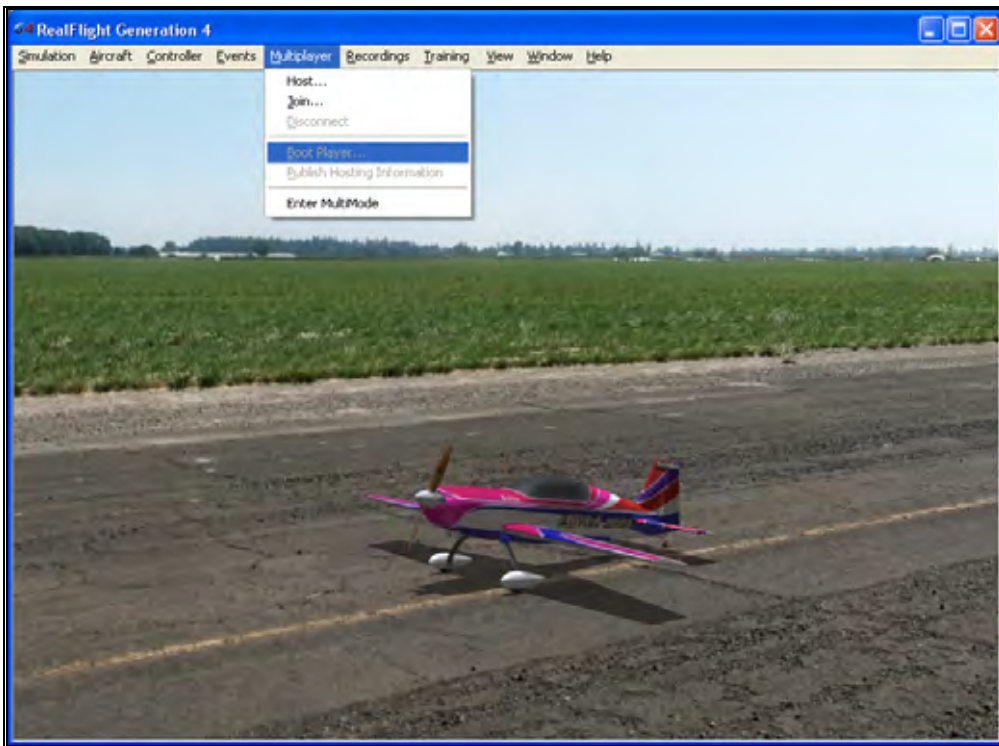 G4 RealFlight Generation 4
Simulation Aircraft Controller Events Multiplayer Recordings Training View Window Help
Host...
Join...
Disconnect
Boot Player...
Publish Hosting Information
Enter MultiMode